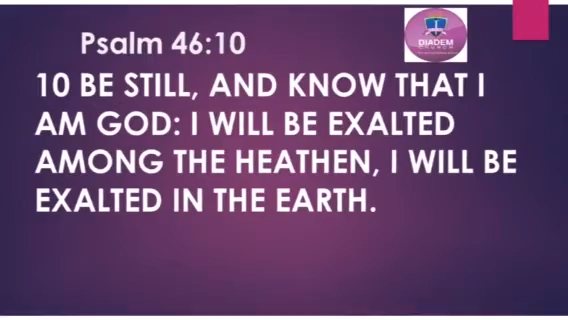 Psalm 46:10
DIADEM
CHURCH
10 BE STILL, AND KNOW THAT I
AM GOD: I WILL BE EXALTED
AMONG THE HEATHEN, I WILL BE
EXALTED IN THE EARTH.